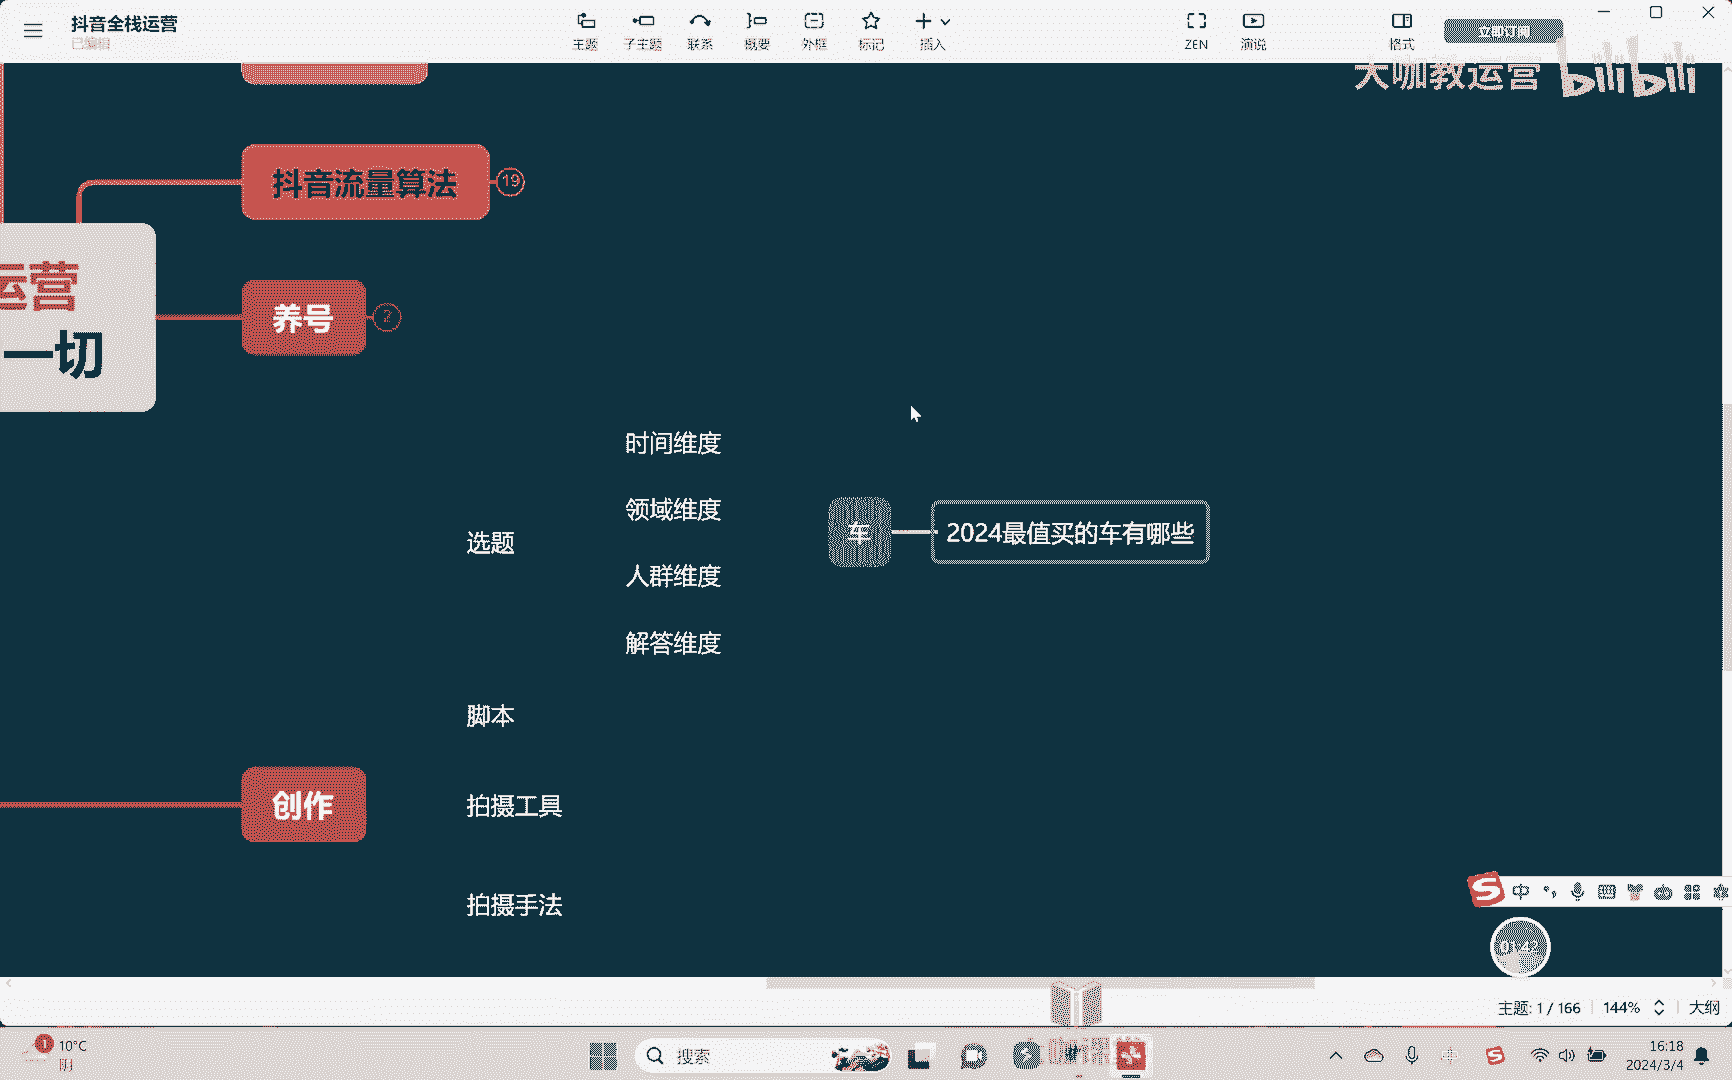 抖音全栈运营
已编辑
主题
子主题
联系
概要
外框
标记
插入
ZEN
演说
格式
立即订阅
大咖教运营
bilibili
抖音流量算法
19
运营
一切
养号
2
时间维度
领域维度
选题
人群维度
解答维度
车
2024最值买的车有哪些
脚本
创作
拍摄工具
拍摄手法
中
01:42
主题: 1 / 166
144%
大纲
1
10°C
阴
搜索
16:18
2024/3/4